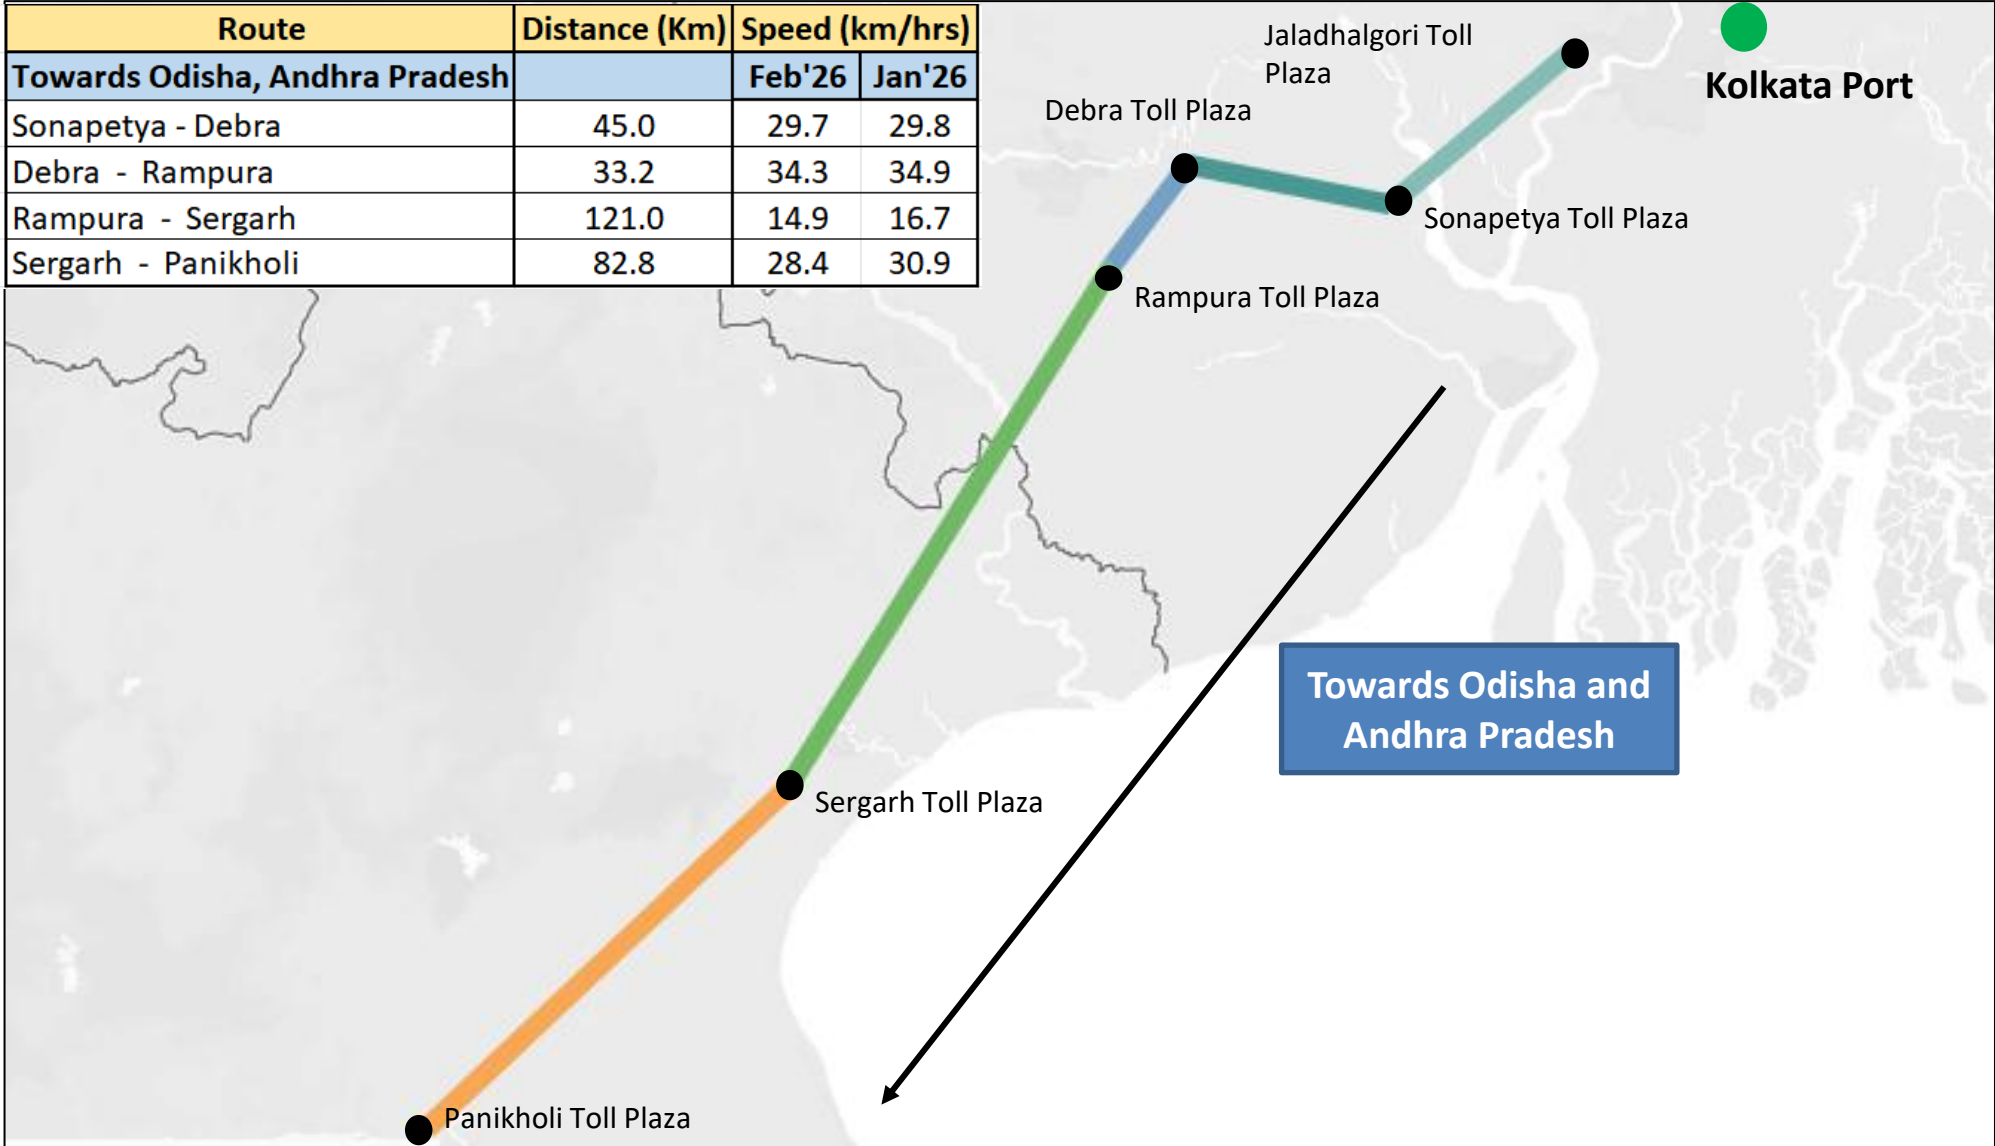 Route Distance (Km) Speed (km/hrs)
Towards Odisha, Andhra Pradesh Feb'26 Jan'26
Sonapetya - Debra 45.0 29.7 29.8
Debra - Rampura 33.2 34.3 34.9
Rampura - Sergarh 121.0 14.9 16.7
Sergarh - Panikholi 82.8 28.4 30.9
Jaladhalgori Toll
Plaza
Kolkata Port
Debra Toll Plaza
Sonapetya Toll Plaza
Rampura Toll Plaza
Towards Odisha and
Andhra Pradesh
Sergarh Toll Plaza
Panikholi Toll Plaza